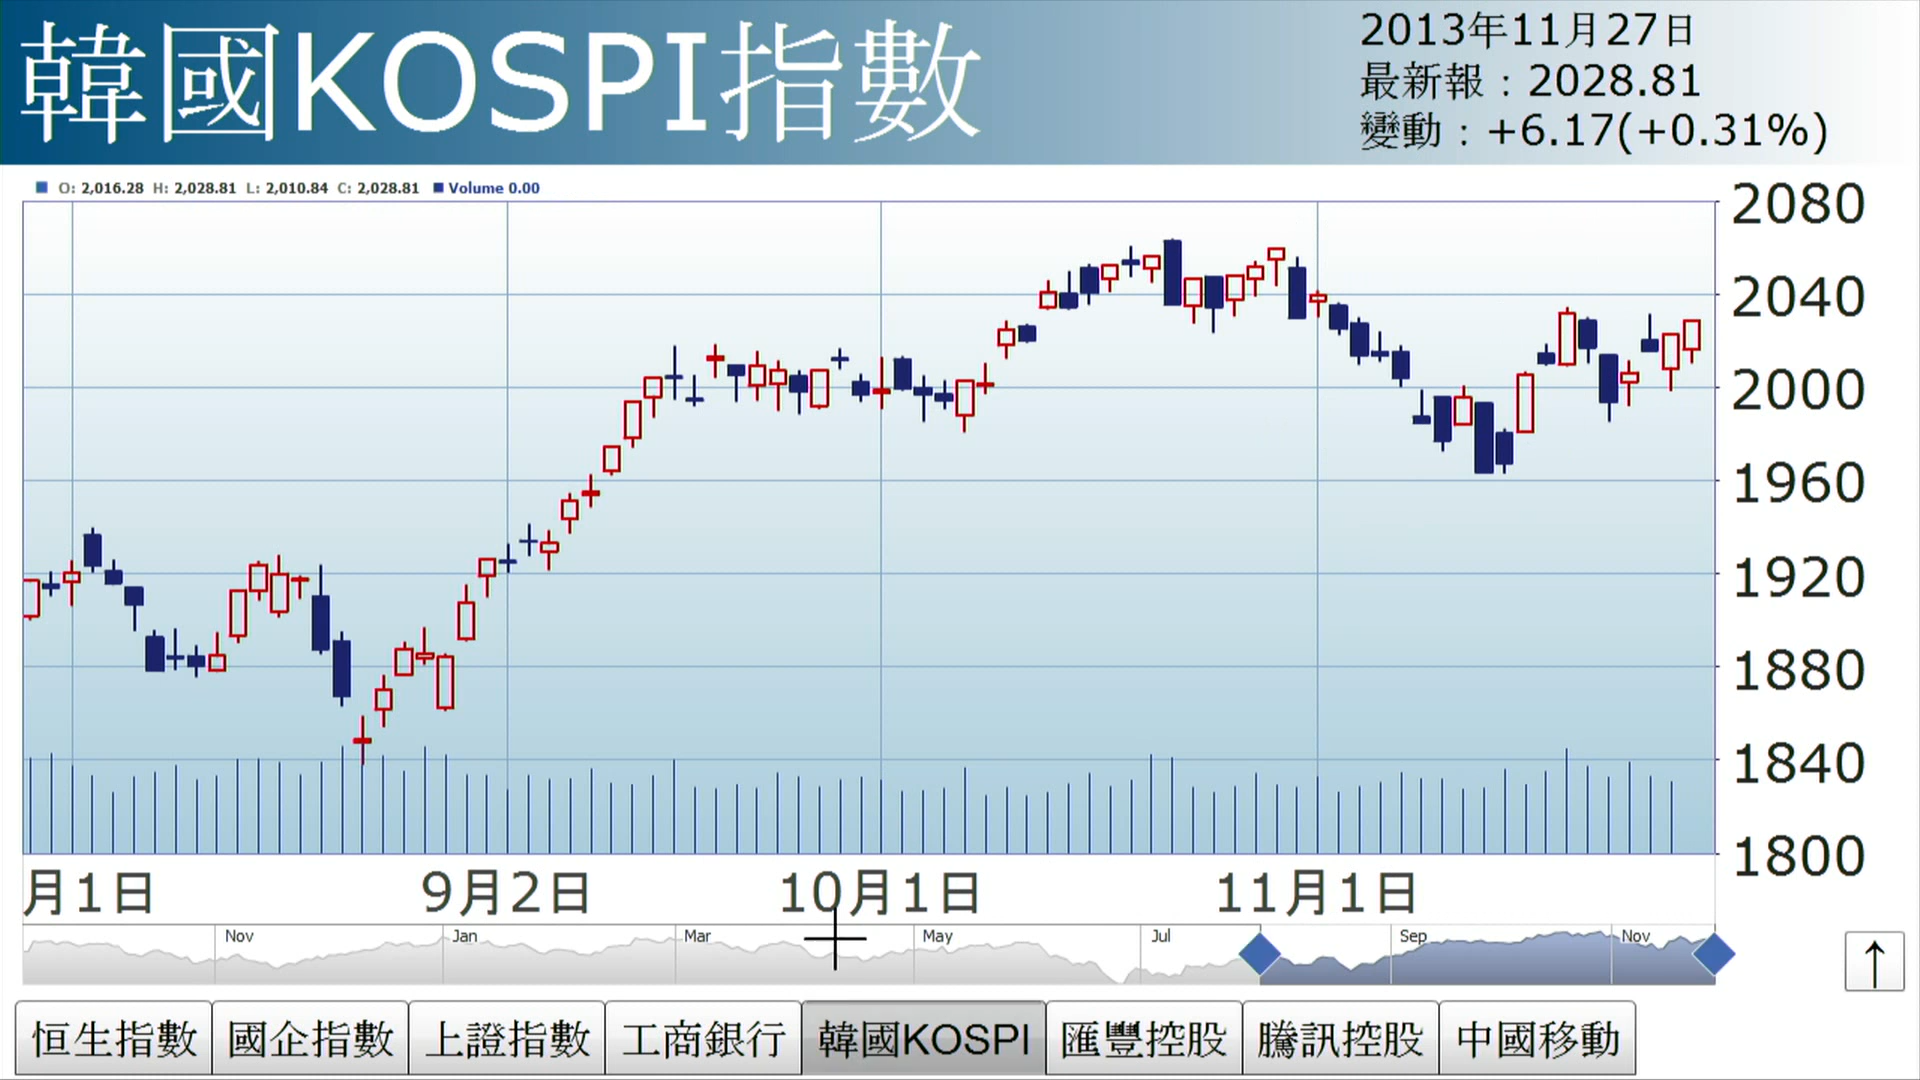 韓國KOSPI指數
2013年11月27日
最新報：2028.81
變動：+6.17(+0.31%)
O: 2,016.28 H: 2,028.81 L: 2,010.84 C: 2,028.81 Volume 0.00
2080
2040
2000
1960
1920
1880
1840
1800
月1日 9月2日 10月1日 11月1日
Nov Jan Mar May Jul Sep Nov
↑
恒生指數 國企指數 上證指數 工商銀行 韓國KOSPI 匯豐控股 騰訊控股 中國移動